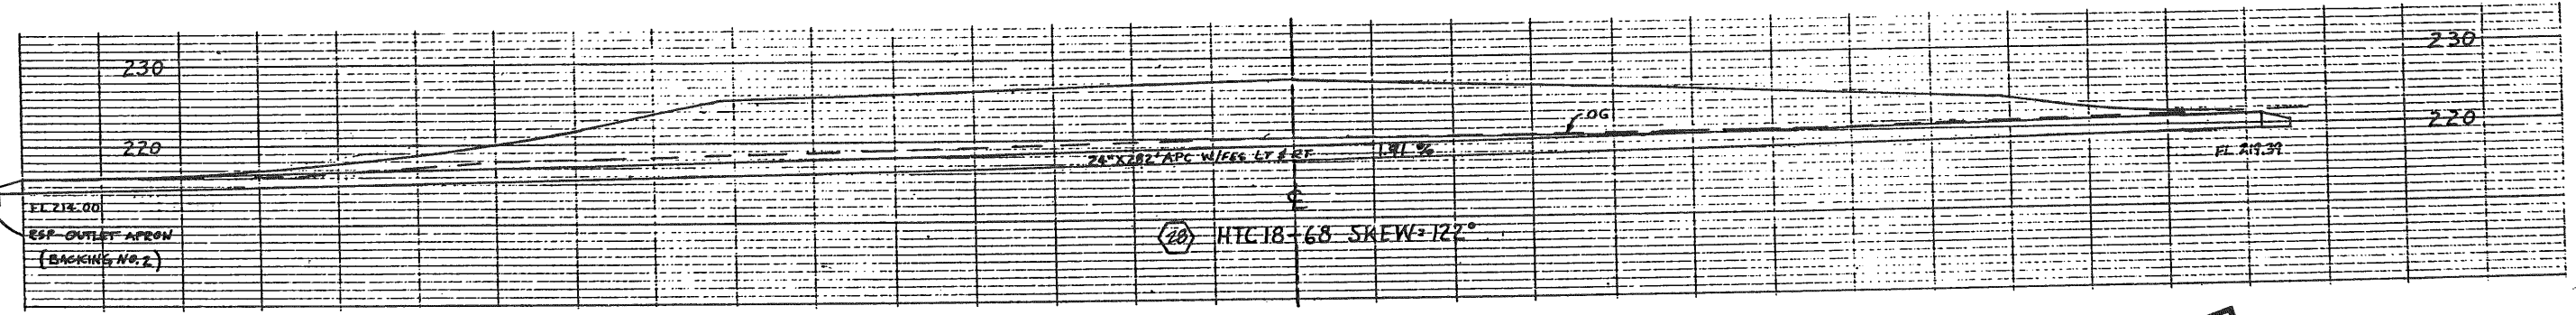 230
230
220
220
OG
24" X 282' APC W/FES LT & RT
1.91 %
FL 219.39
FL 214.00
RSP OUTLET APRON
(BACKING NO. 2)
℄
28 HTC 18+68 SKEW=122°